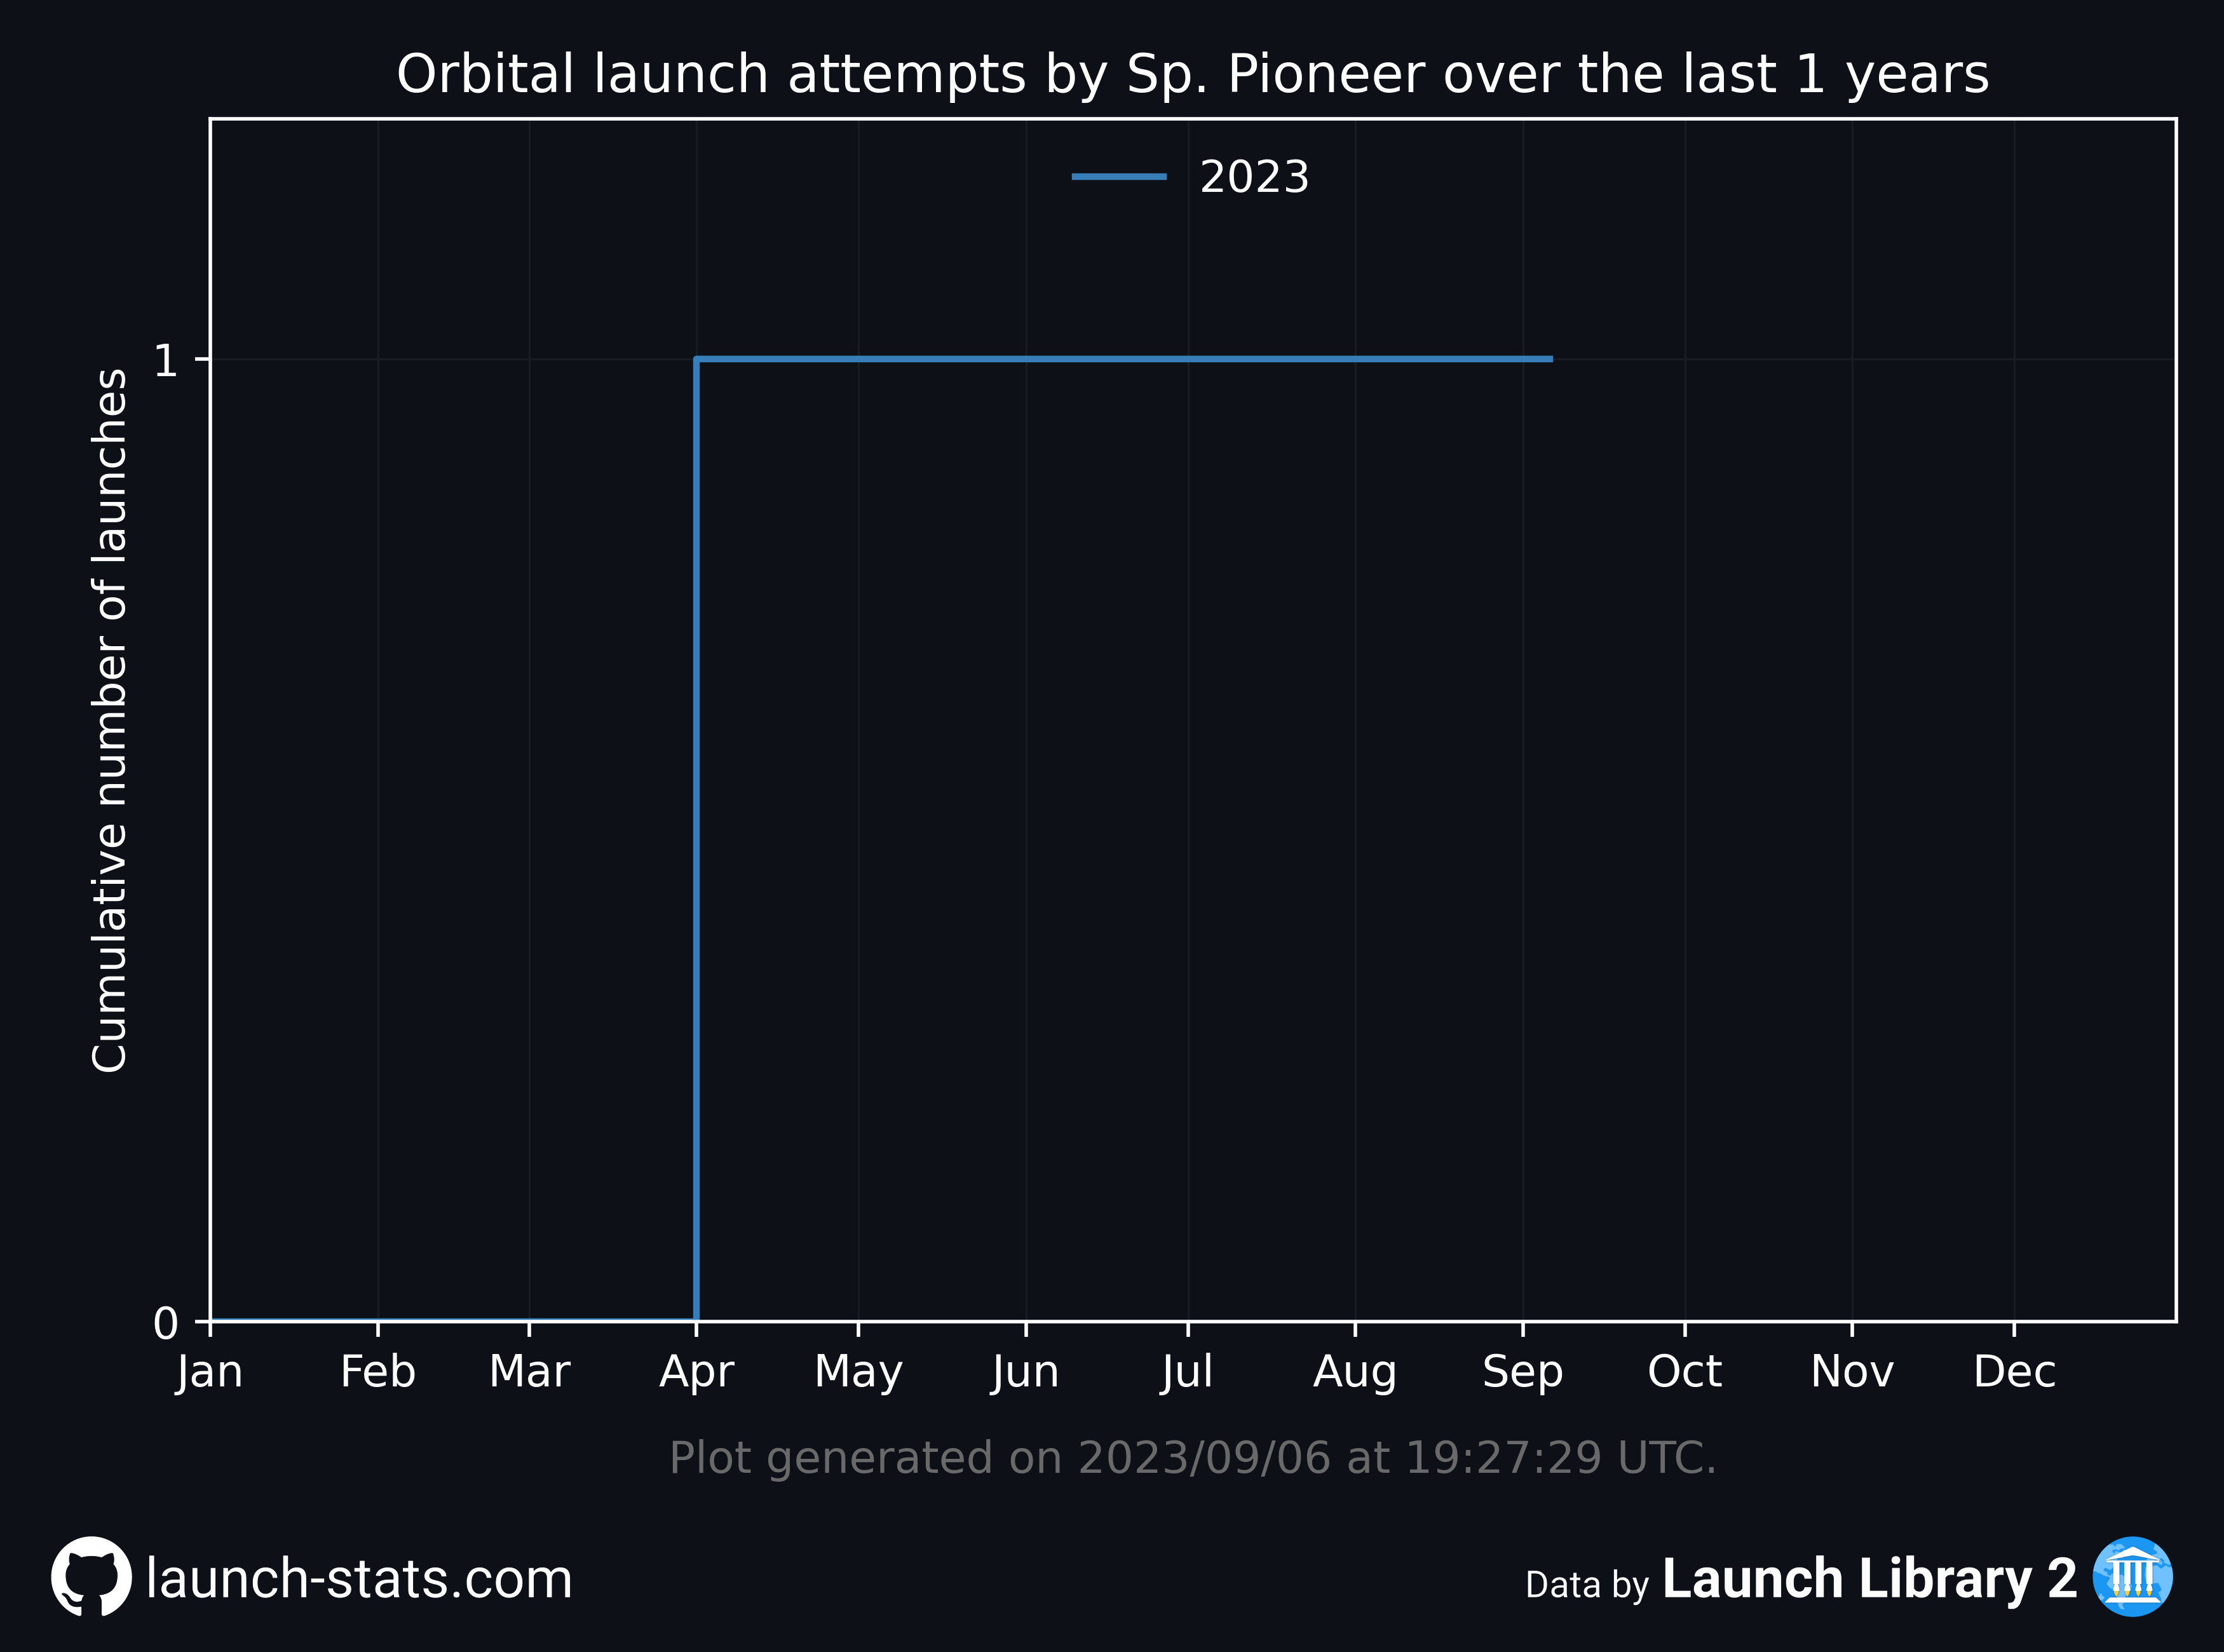 Orbital launch attempts by Sp. Pioneer over the last 1 years
2023
Cumulative number of launches
1
0
Jan Feb Mar Apr May Jun Jul Aug Sep Oct Nov Dec
Plot generated on 2023/09/06 at 19:27:29 UTC.
launch-stats.com
Data by Launch Library 2